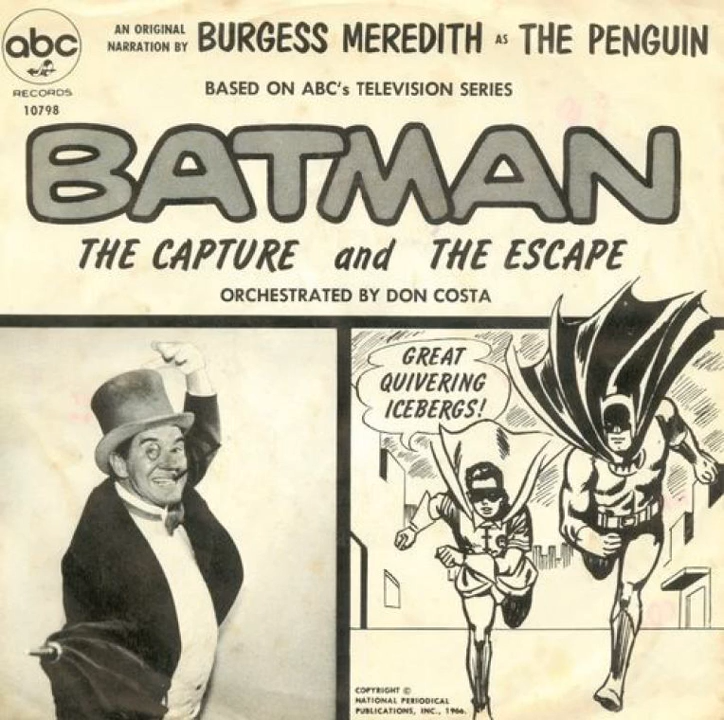 abc
RECORDS
10798
AN ORIGINAL
NARRATION BY BURGESS MEREDITH AS THE PENGUIN
BASED ON ABC's TELEVISION SERIES
BATMAN
THE CAPTURE and THE ESCAPE
ORCHESTRATED BY DON COSTA
GREAT
QUIVERING
ICEBERGS!
COPYRIGHT ©
NATIONAL PERIODICAL
PUBLICATIONS, INC., 1966.